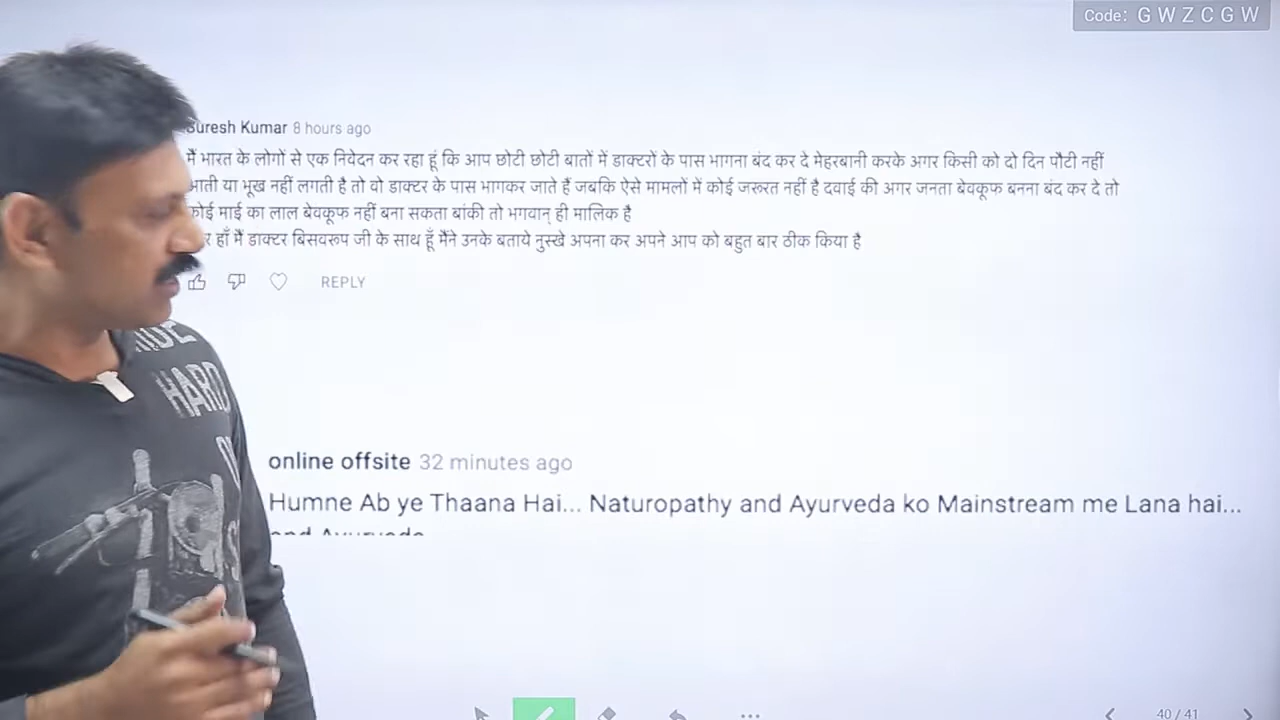 Code: G W Z C G W
Suresh Kumar 8 hours ago
मैं भारत के लोगों से एक निवेदन कर रहा हूं कि आप छोटी छोटी बातों में डाक्टरों के पास भागना बंद कर दे मेहरबानी करके अगर किसी को दो दिन पौटी नहीं
आती या भूख नहीं लगती है तो वो डाक्टर के पास भागकर जाते हैं जबकि ऐसे मामलों में कोई जरूरत नहीं है दवाई की अगर जनता बेवकूफ बनना बंद कर दे तो
कोई माई का लाल बेवकूफ नहीं बना सकता बांकी तो भगवान् ही मालिक है
हाँ मैं डाक्टर बिसवरूप जी के साथ हूँ मैंने उनके बताये नुस्खे अपना कर अपने आप को बहुत बार ठीक किया है
REPLY
HARD
online offsite 32 minutes ago
Humne Ab ye Thaana Hai... Naturopathy and Ayurveda ko Mainstream me Lana hai...
and Ayurveda
40 / 41